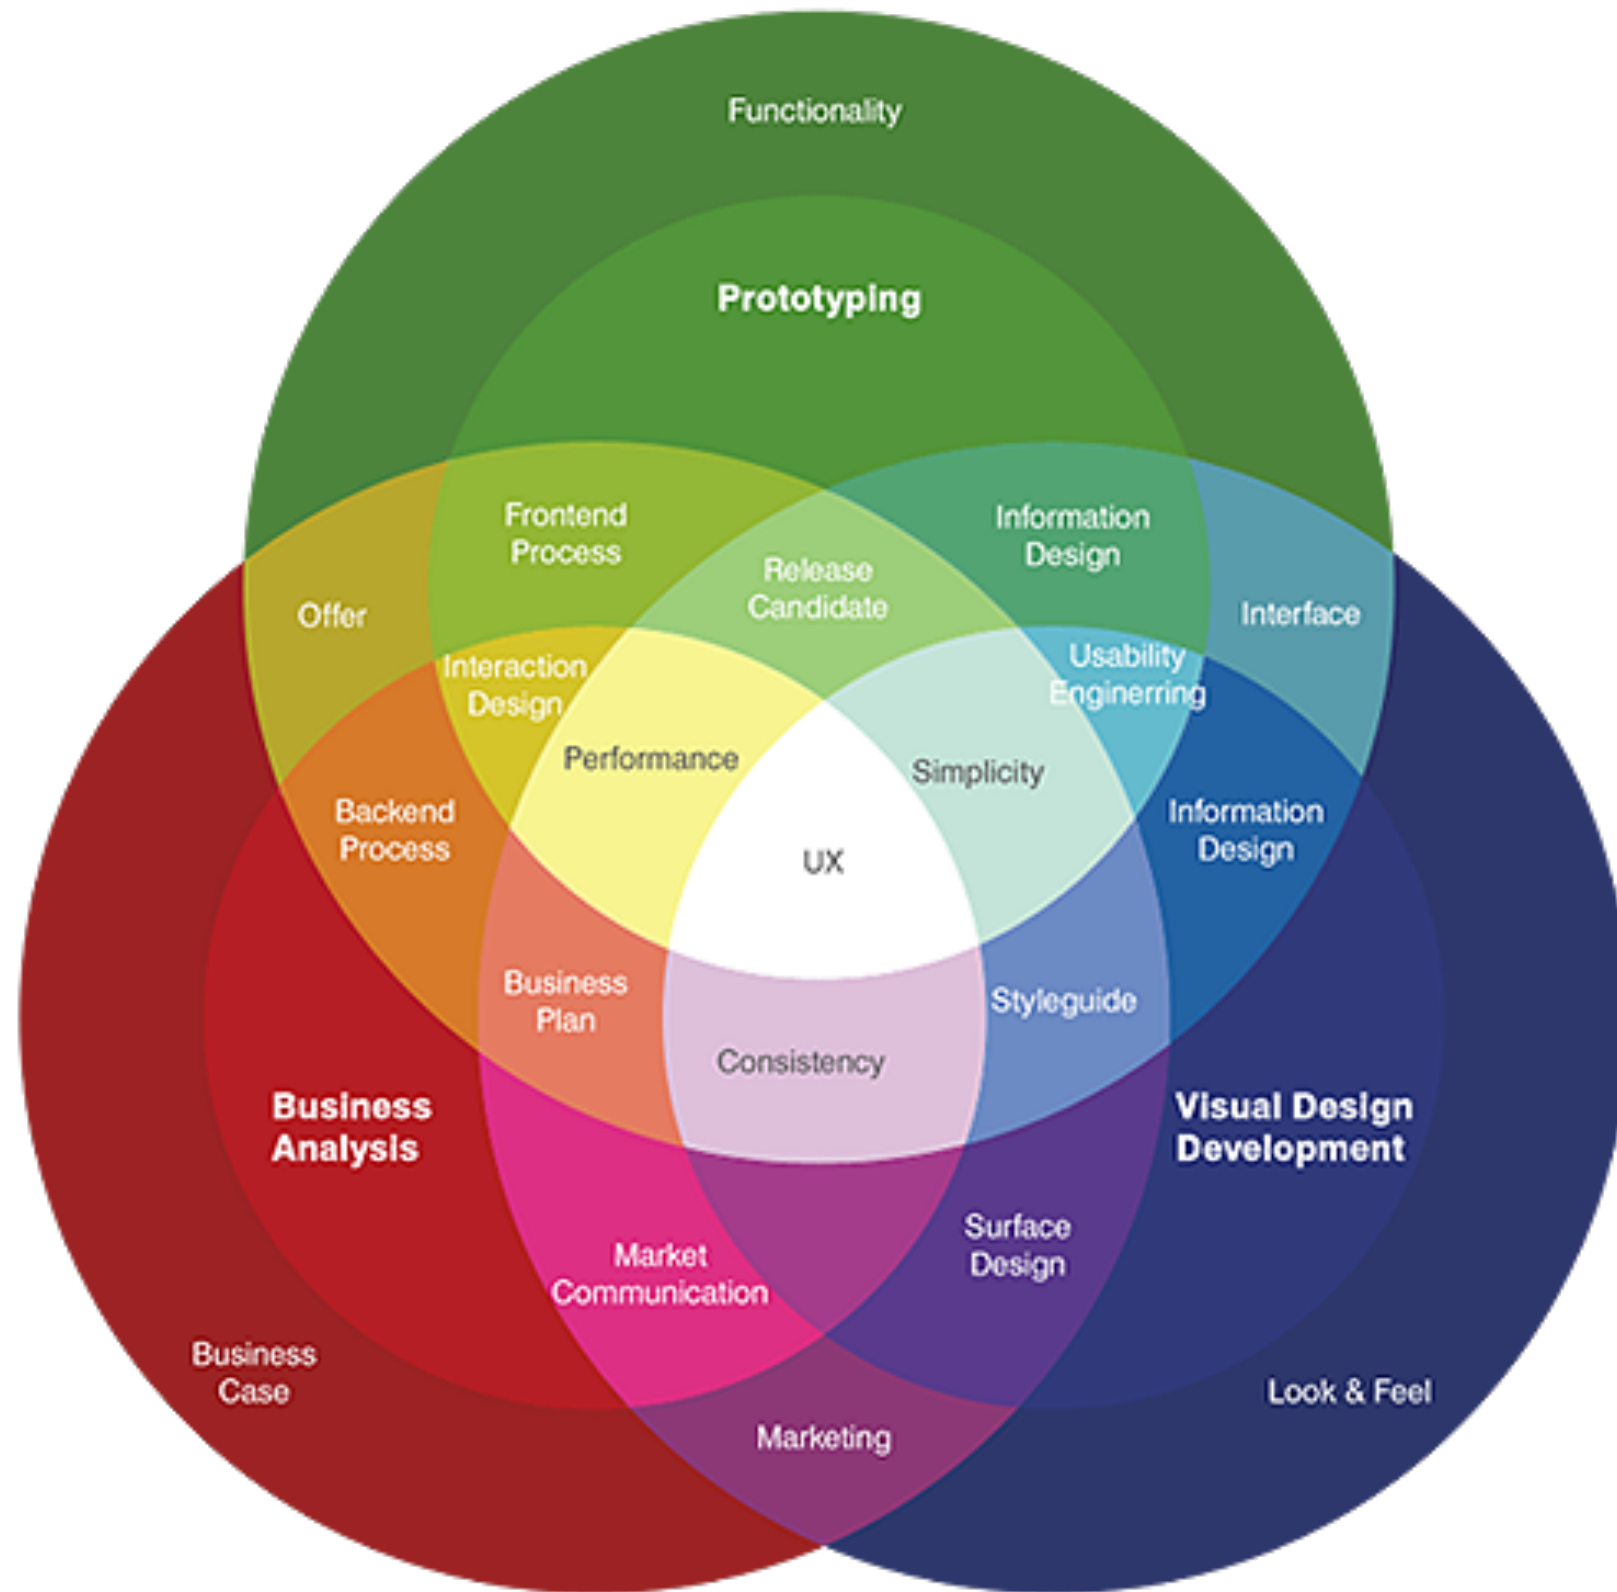 Functionality
Prototyping
Frontend
Process
Information
Design
Release
Candidate
Offer
Interface
Interaction
Design
Usability
Enginerring
Performance
Simplicity
Backend
Process
Information
Design
UX
Business
Plan
Styleguide
Consistency
Business
Analysis
Visual Design
Development
Surface
Design
Market
Communication
Business
Case
Look & Feel
Marketing